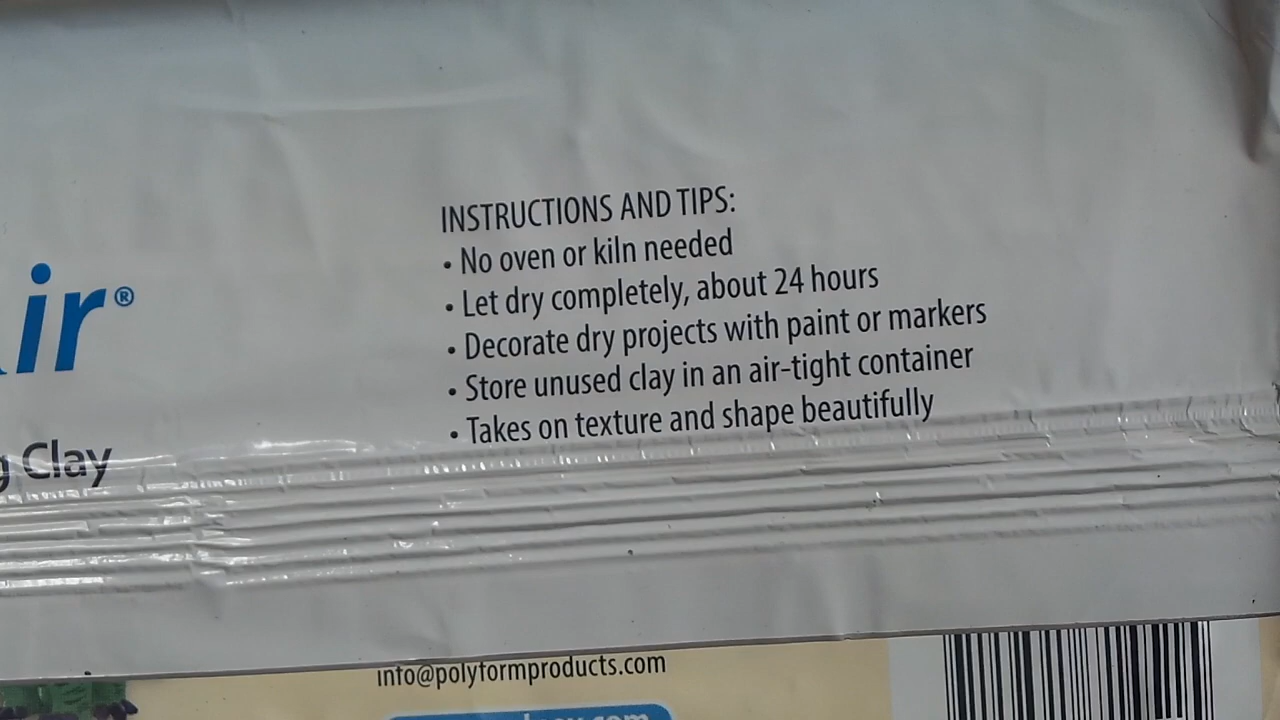 ir®
Clay
INSTRUCTIONS AND TIPS:
• No oven or kiln needed
• Let dry completely, about 24 hours
• Decorate dry projects with paint or markers
• Store unused clay in an air-tight container
• Takes on texture and shape beautifully
info@polyformproducts.com
.com